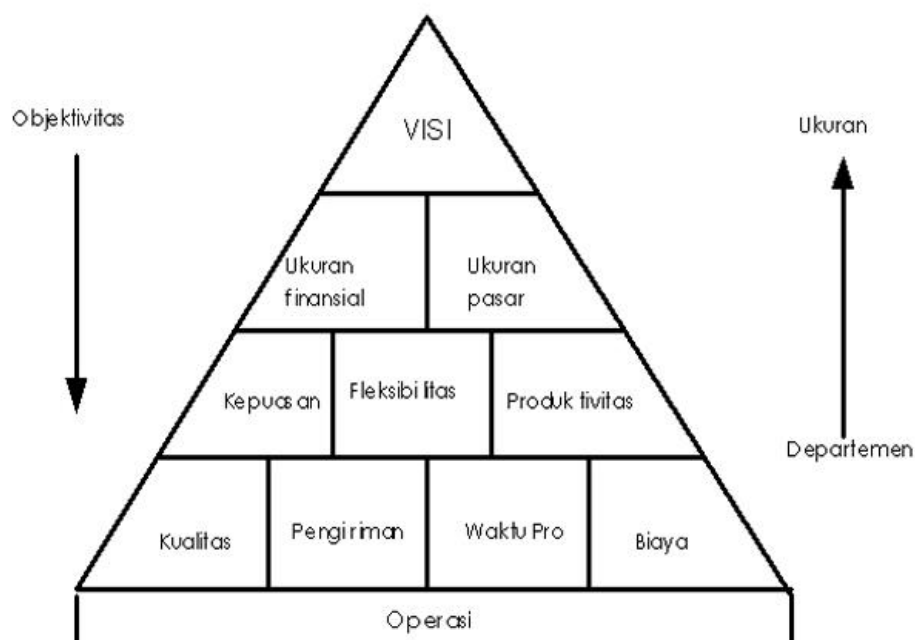 Objektivitas
VISI
Ukuran
Ukuran
finansial
Ukuran
pasar
Kepuasan
Fleksibilitas
Produktivitas
Departemen
Kualitas
Pengiriman
Waktu Pro
Biaya
Operasi